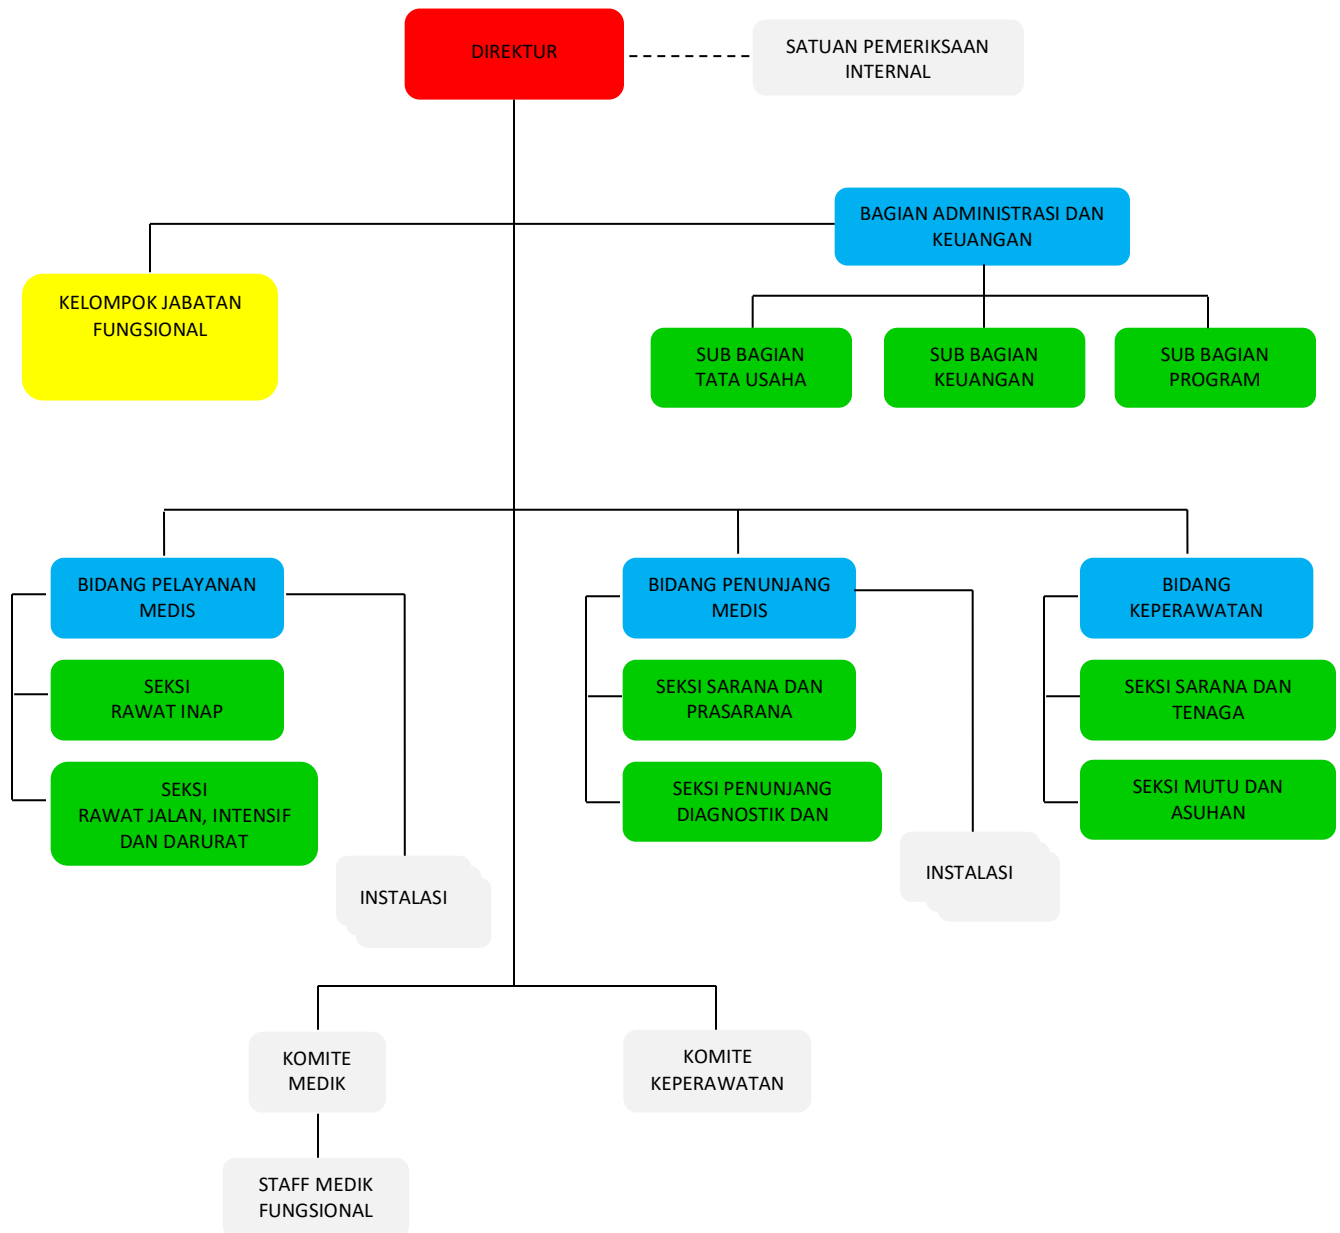 DIREKTUR
SATUAN PEMERIKSAAN
INTERNAL
BAGIAN ADMINISTRASI DAN
KEUANGAN
KELOMPOK JABATAN
FUNGSIONAL
SUB BAGIAN
TATA USAHA
SUB BAGIAN
KEUANGAN
SUB BAGIAN
PROGRAM
BIDANG PELAYANAN
MEDIS
BIDANG PENUNJANG
MEDIS
BIDANG
KEPERAWATAN
SEKSI
RAWAT INAP
SEKSI SARANA DAN
PRASARANA
SEKSI SARANA DAN
TENAGA
SEKSI
RAWAT JALAN, INTENSIF
DAN DARURAT
SEKSI PENUNJANG
DIAGNOSTIK DAN
SEKSI MUTU DAN
ASUHAN
INSTALASI
INSTALASI
KOMITE
MEDIK
KOMITE
KEPERAWATAN
STAFF MEDIK
FUNGSIONAL